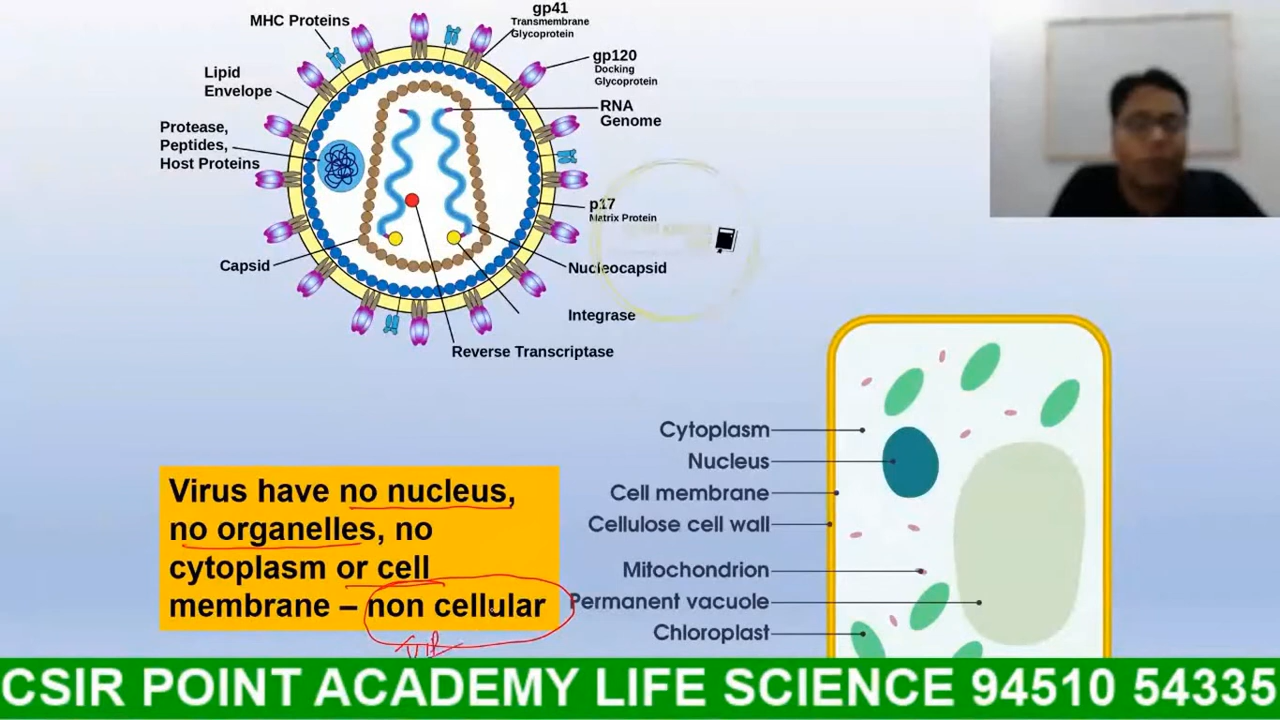 MHC Proteins
gp41
Transmembrane
Glycoprotein
gp120
Docking
Glycoprotein
Lipid
Envelope
RNA
Genome
Protease,
Peptides,
Host Proteins
p17
Matrix Protein
Capsid
Nucleocapsid
Integrase
Reverse Transcriptase
Cytoplasm
Nucleus
Cell membrane
Cellulose cell wall
Mitochondrion
Permanent vacuole
Chloroplast
Virus have no nucleus,
no organelles, no
cytoplasm or cell
membrane – non cellular
CSIR POINT ACADEMY LIFE SCIENCE 94510 54335